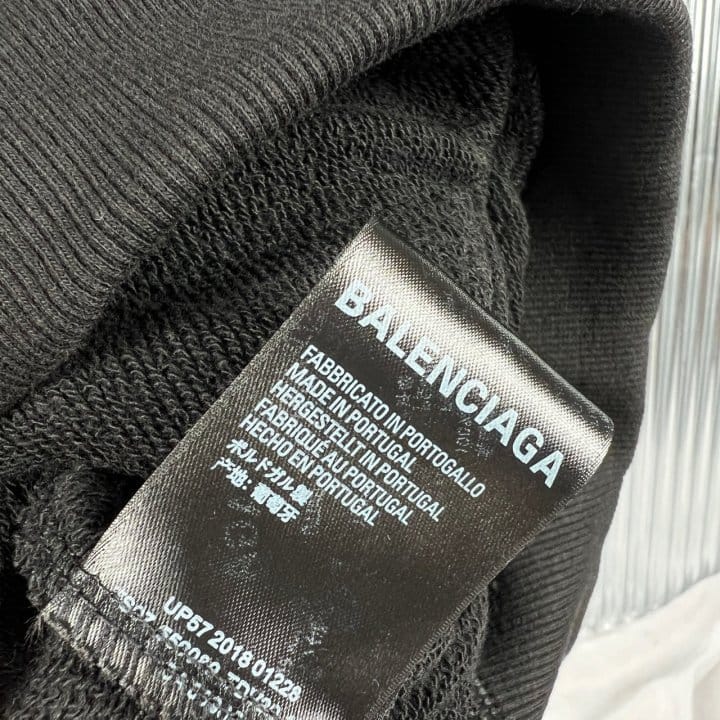 BALENCIAGA
FABBRICATO IN PORTOGALLO
MADE IN PORTUGAL
HERGESTELLT IN PORTUGAL
FABRIQUÉ AU PORTUGAL
HECHO EN PORTUGAL
ポルトガル製
产地: 葡萄牙
UP57 2018 01228